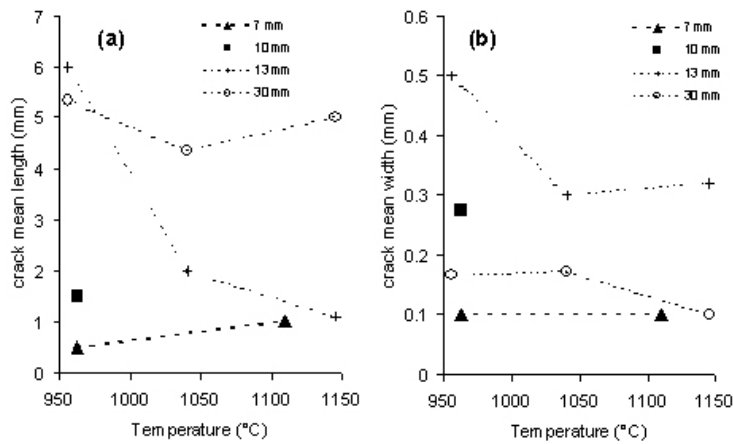 (a)
7 mm
10 mm
13 mm
30 mm
crack mean length (mm)
7
6
5
4
3
2
1
0
950 1000 1050 1100 1150
Temperature (°C)
(b)
7 mm
10 mm
13 mm
30 mm
crack mean width (mm)
0.6
0.5
0.4
0.3
0.2
0.1
0
950 1000 1050 1100 1150
Temperature (°C)